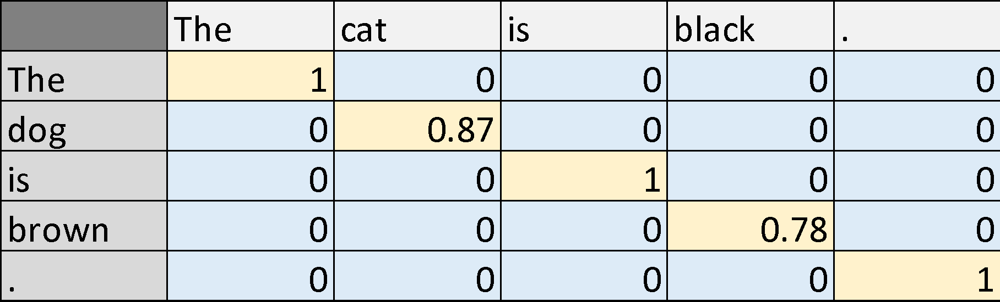 The cat is black .
The 1 0 0 0 0
dog 0 0.87 0 0 0
is 0 0 1 0 0
brown 0 0 0 0.78 0
. 0 0 0 0 1